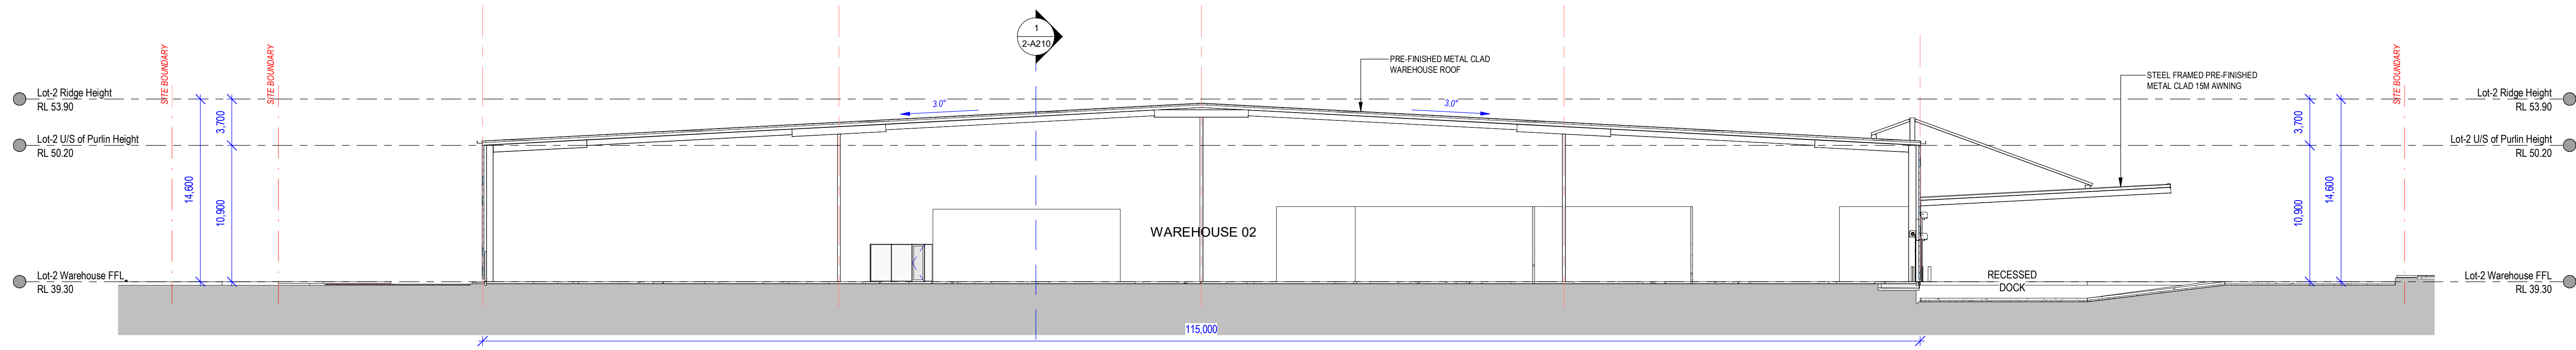 1
2-A210
SITE BOUNDARY
SITE BOUNDARY
SITE BOUNDARY
PRE-FINISHED METAL CLAD
WAREHOUSE ROOF
STEEL FRAMED PRE-FINISHED
METAL CLAD 15M AWNING
Lot-2 Ridge Height
RL 53.90
Lot-2 Ridge Height
RL 53.90
3.0°
3.0°
3,700
3,700
Lot-2 U/S of Purlin Height
RL 50.20
Lot-2 U/S of Purlin Height
RL 50.20
14,600
10,900
10,900
14,600
WAREHOUSE 02
Lot-2 Warehouse FFL
RL 39.30
RECESSED
DOCK
Lot-2 Warehouse FFL
RL 39.30
115,000